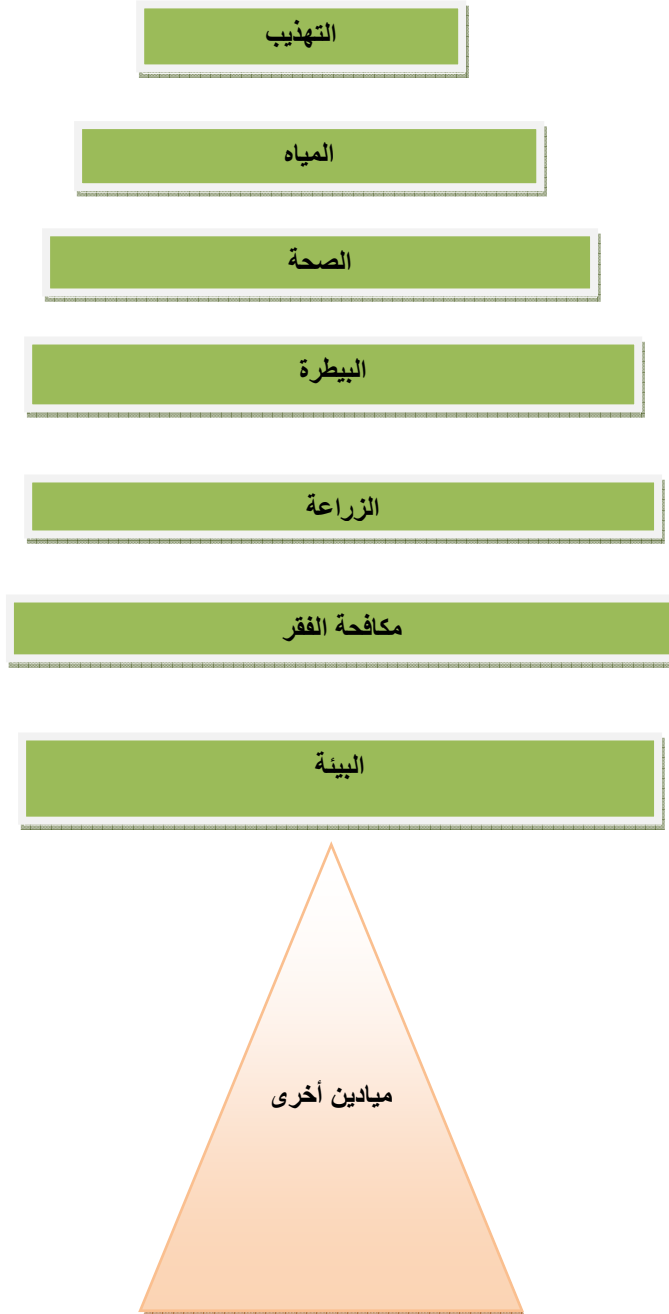 التهذيب
المياه
الصحة
البيطرة
الزراعة
مكافحة الفقر
البيئة
ميادين أخرى